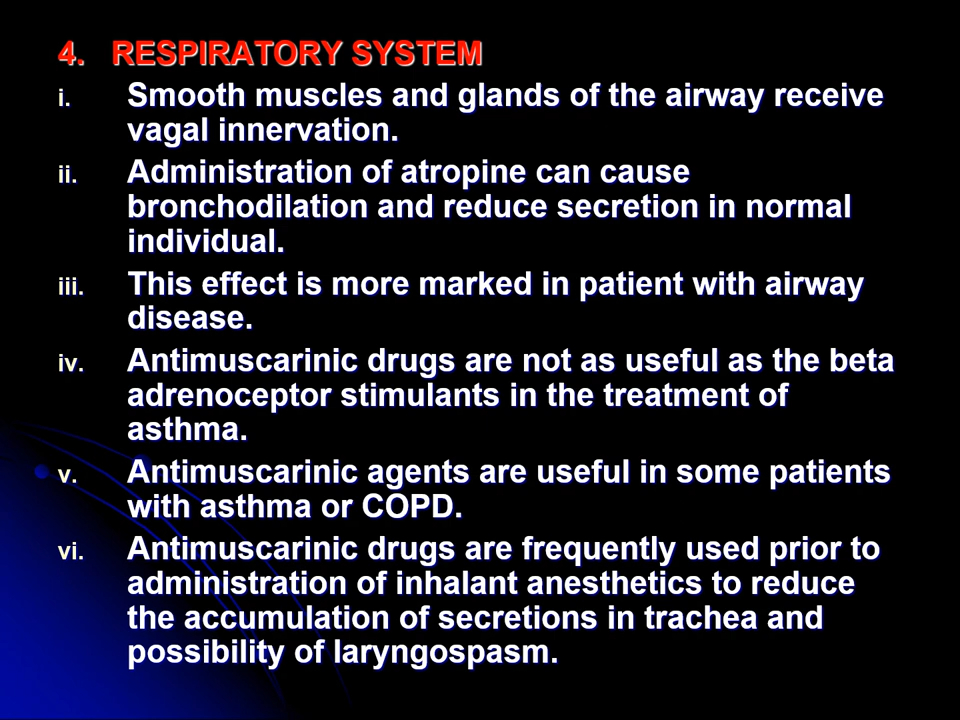 4. RESPIRATORY SYSTEM
i. Smooth muscles and glands of the airway receive
vagal innervation.
ii. Administration of atropine can cause
bronchodilation and reduce secretion in normal
individual.
iii. This effect is more marked in patient with airway
disease.
iv. Antimuscarinic drugs are not as useful as the beta
adrenoceptor stimulants in the treatment of
asthma.
v. Antimuscarinic agents are useful in some patients
with asthma or COPD.
vi. Antimuscarinic drugs are frequently used prior to
administration of inhalant anesthetics to reduce
the accumulation of secretions in trachea and
possibility of laryngospasm.